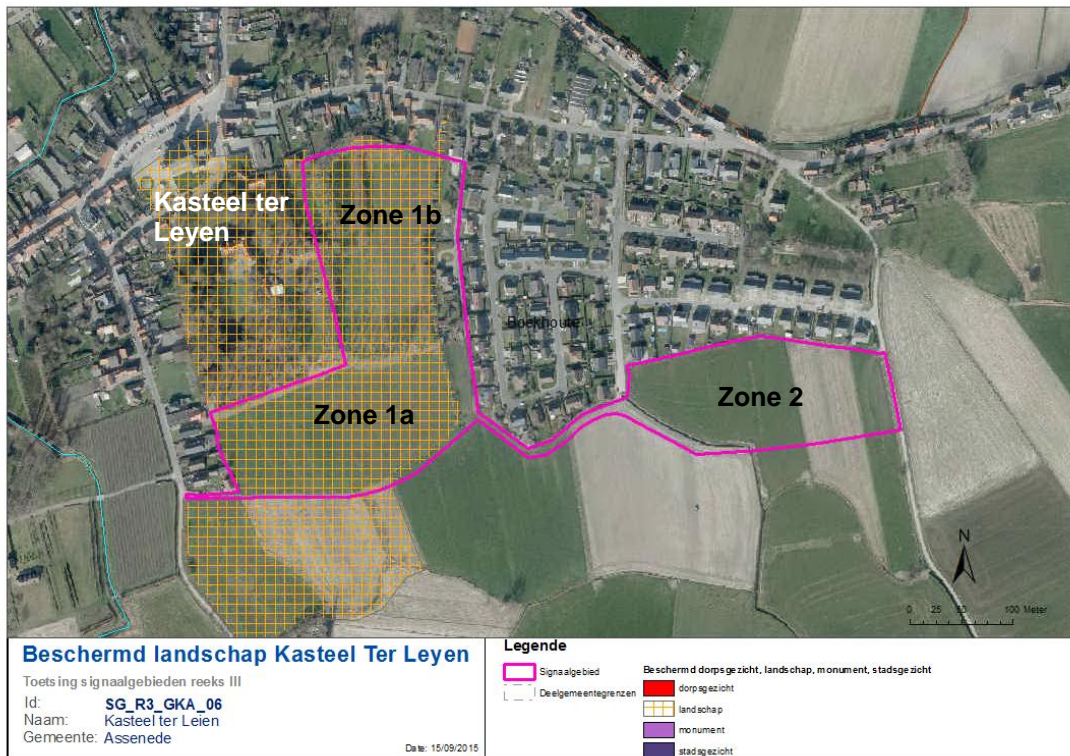 Kasteel ter
Leyen
Zone 1b
Zone 1a
Boekhoute
Zone 2
N
0 25 50 100 Meter
Beschermd landschap Kasteel Ter Leyen
Toetsing signaalgebieden reeks III
Id: SG_R3_GKA_06
Naam: Kasteel ter Leien
Gemeente: Assenede
Date: 15/09/2015
Legende
Signaalgebied
Deelgemeentegrenzen
Beschermd dorpsgezicht, landschap, monument, stadsgezicht
dorpsgezicht
landschap
monument
stadsgezicht